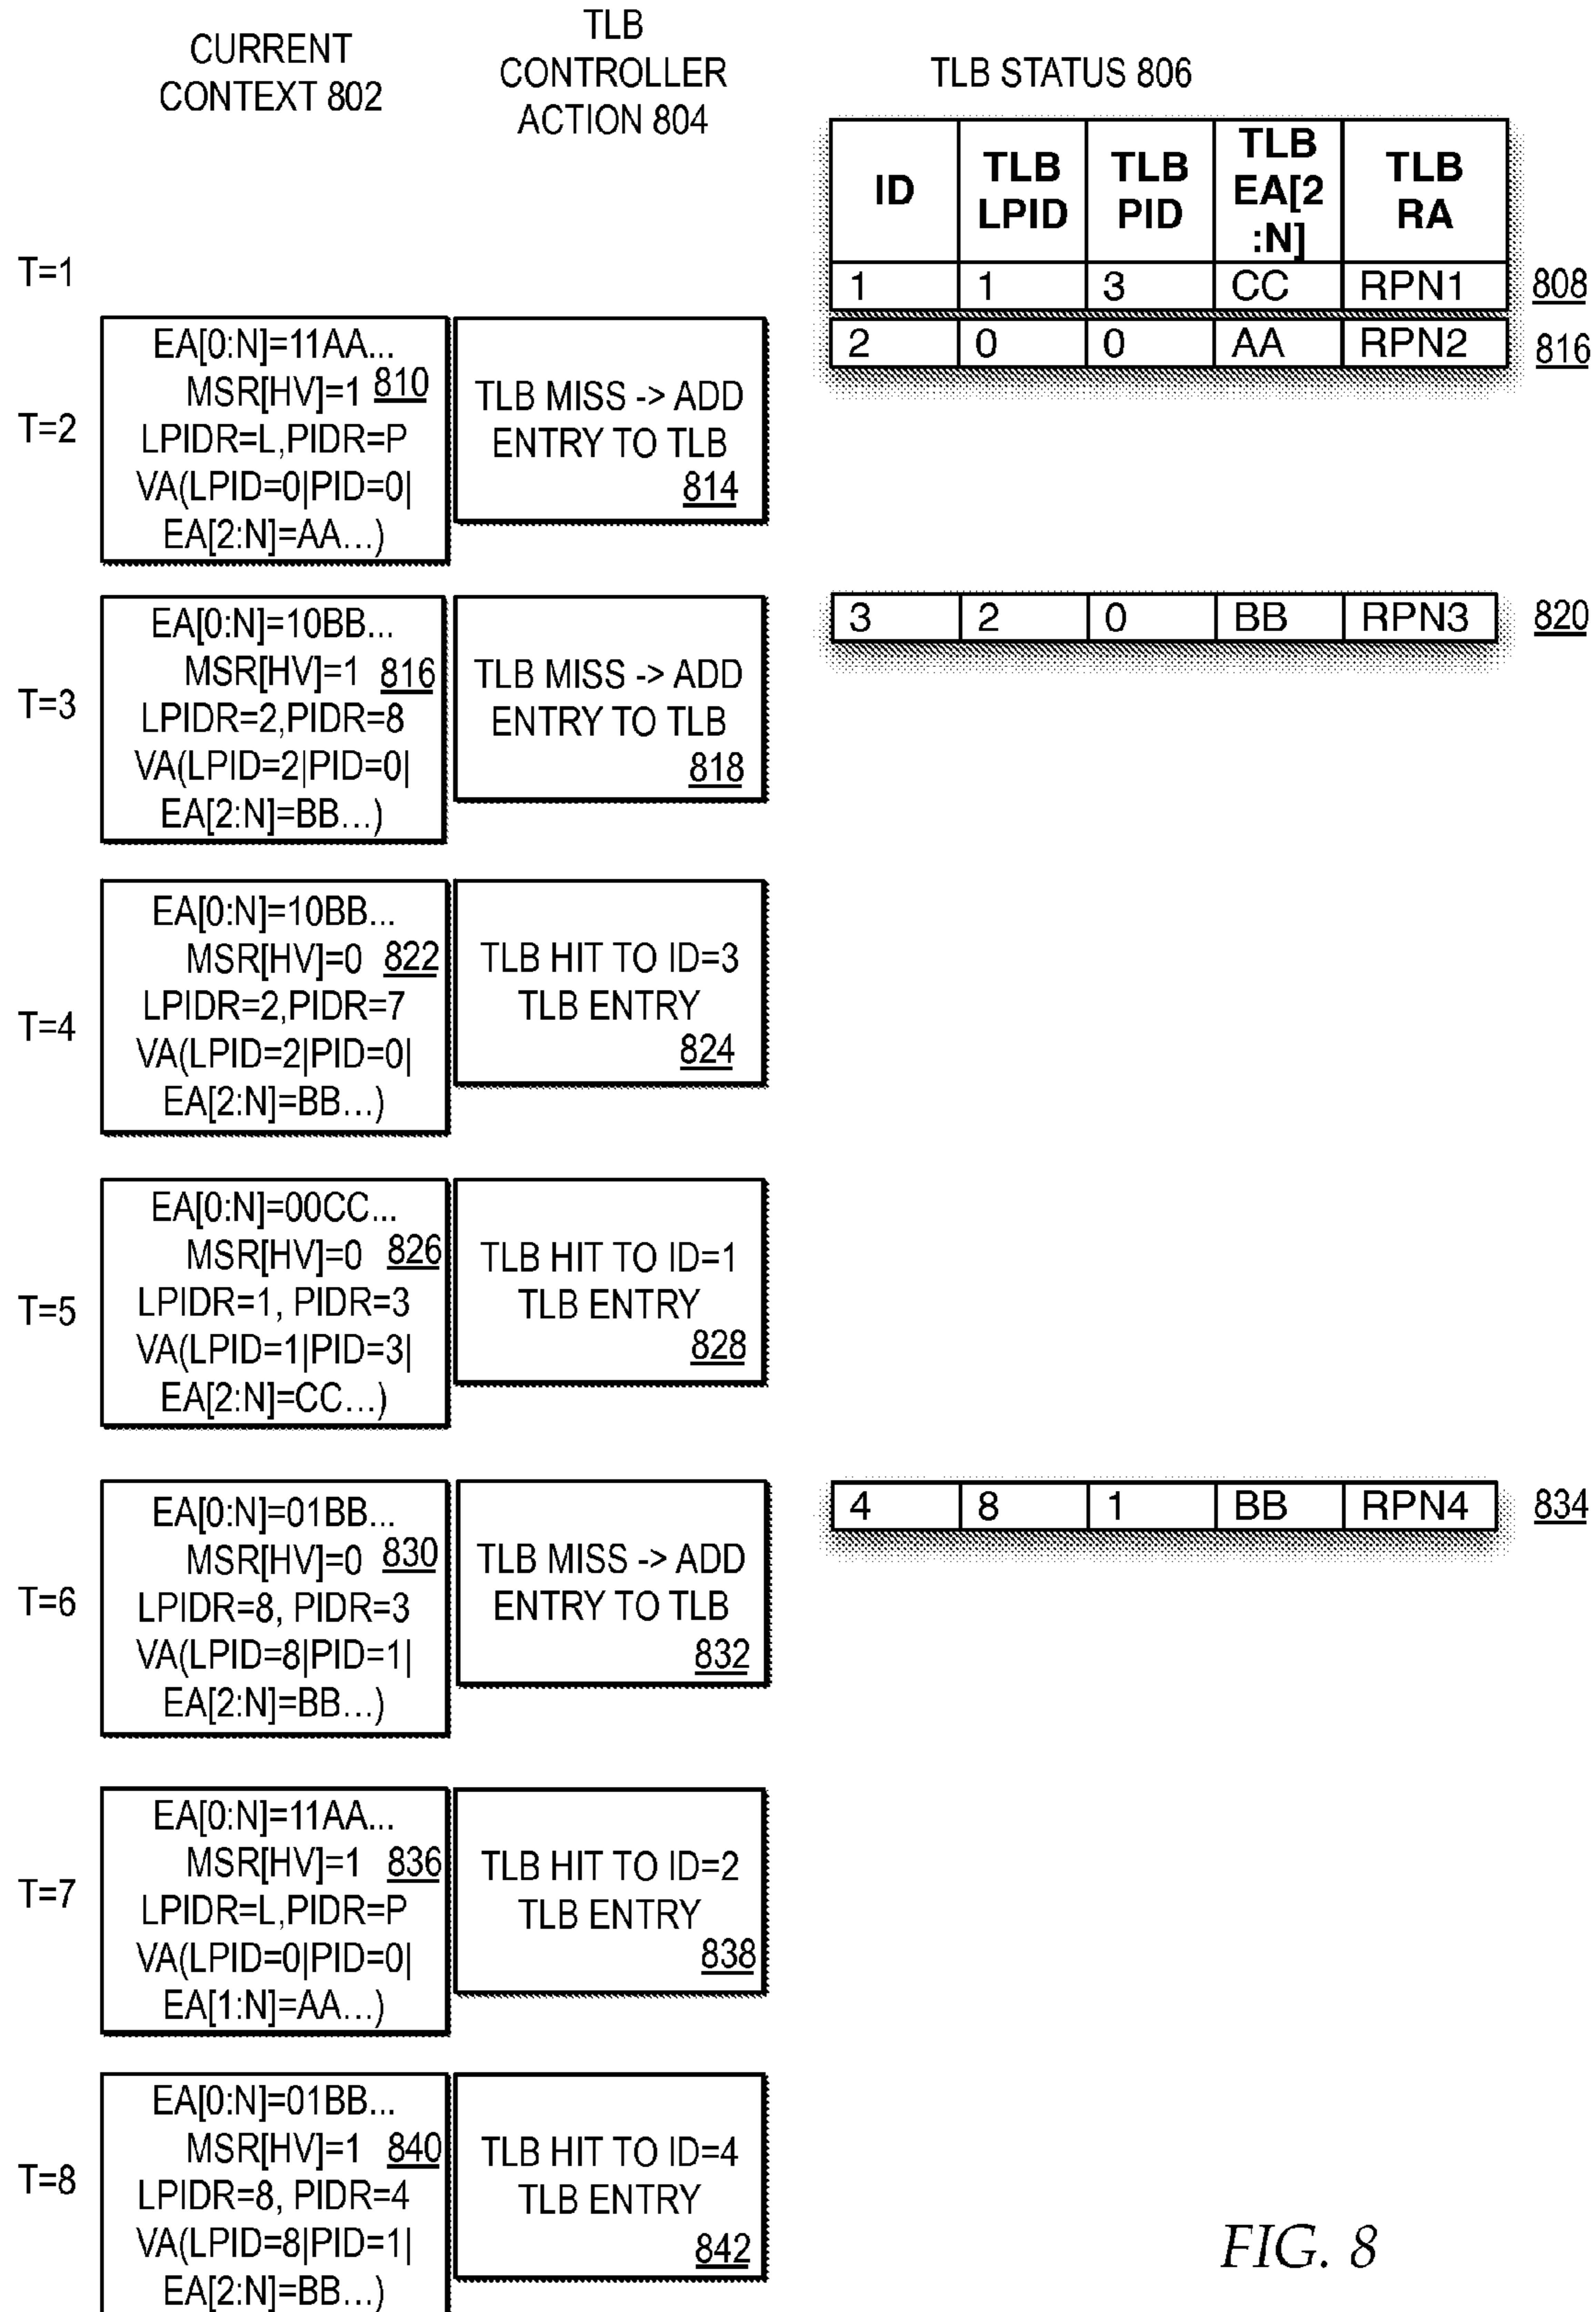 CURRENT
CONTEXT 802
TLB
CONTROLLER
ACTION 804
TLB STATUS 806
ID
TLB
LPID
TLB
PID
TLB
EA[2
:N]
TLB
RA
T=1
1 1 3 CC RPN1 808
2 0 0 AA RPN2 816
T=2
EA[0:N]=11AA...
MSR[HV]=1 810
LPIDR=L,PIDR=P
VA(LPID=0|PID=0|
EA[2:N]=AA...)
TLB MISS -> ADD
ENTRY TO TLB
814
T=3
EA[0:N]=10BB...
MSR[HV]=1 816
LPIDR=2,PIDR=8
VA(LPID=2|PID=0|
EA[2:N]=BB...)
TLB MISS -> ADD
ENTRY TO TLB
818
3 2 0 BB RPN3 820
T=4
EA[0:N]=10BB...
MSR[HV]=0 822
LPIDR=2,PIDR=7
VA(LPID=2|PID=0|
EA[2:N]=BB...)
TLB HIT TO ID=3
TLB ENTRY
824
T=5
EA[0:N]=00CC...
MSR[HV]=0 826
LPIDR=1, PIDR=3
VA(LPID=1|PID=3|
EA[2:N]=CC...)
TLB HIT TO ID=1
TLB ENTRY
828
T=6
EA[0:N]=01BB...
MSR[HV]=0 830
LPIDR=8, PIDR=3
VA(LPID=8|PID=1|
EA[2:N]=BB...)
TLB MISS -> ADD
ENTRY TO TLB
832
4 8 1 BB RPN4 834
T=7
EA[0:N]=11AA...
MSR[HV]=1 836
LPIDR=L,PIDR=P
VA(LPID=0|PID=0|
EA[1:N]=AA...)
TLB HIT TO ID=2
TLB ENTRY
838
T=8
EA[0:N]=01BB...
MSR[HV]=1 840
LPIDR=8, PIDR=4
VA(LPID=8|PID=1|
EA[2:N]=BB...)
TLB HIT TO ID=4
TLB ENTRY
842
FIG. 8